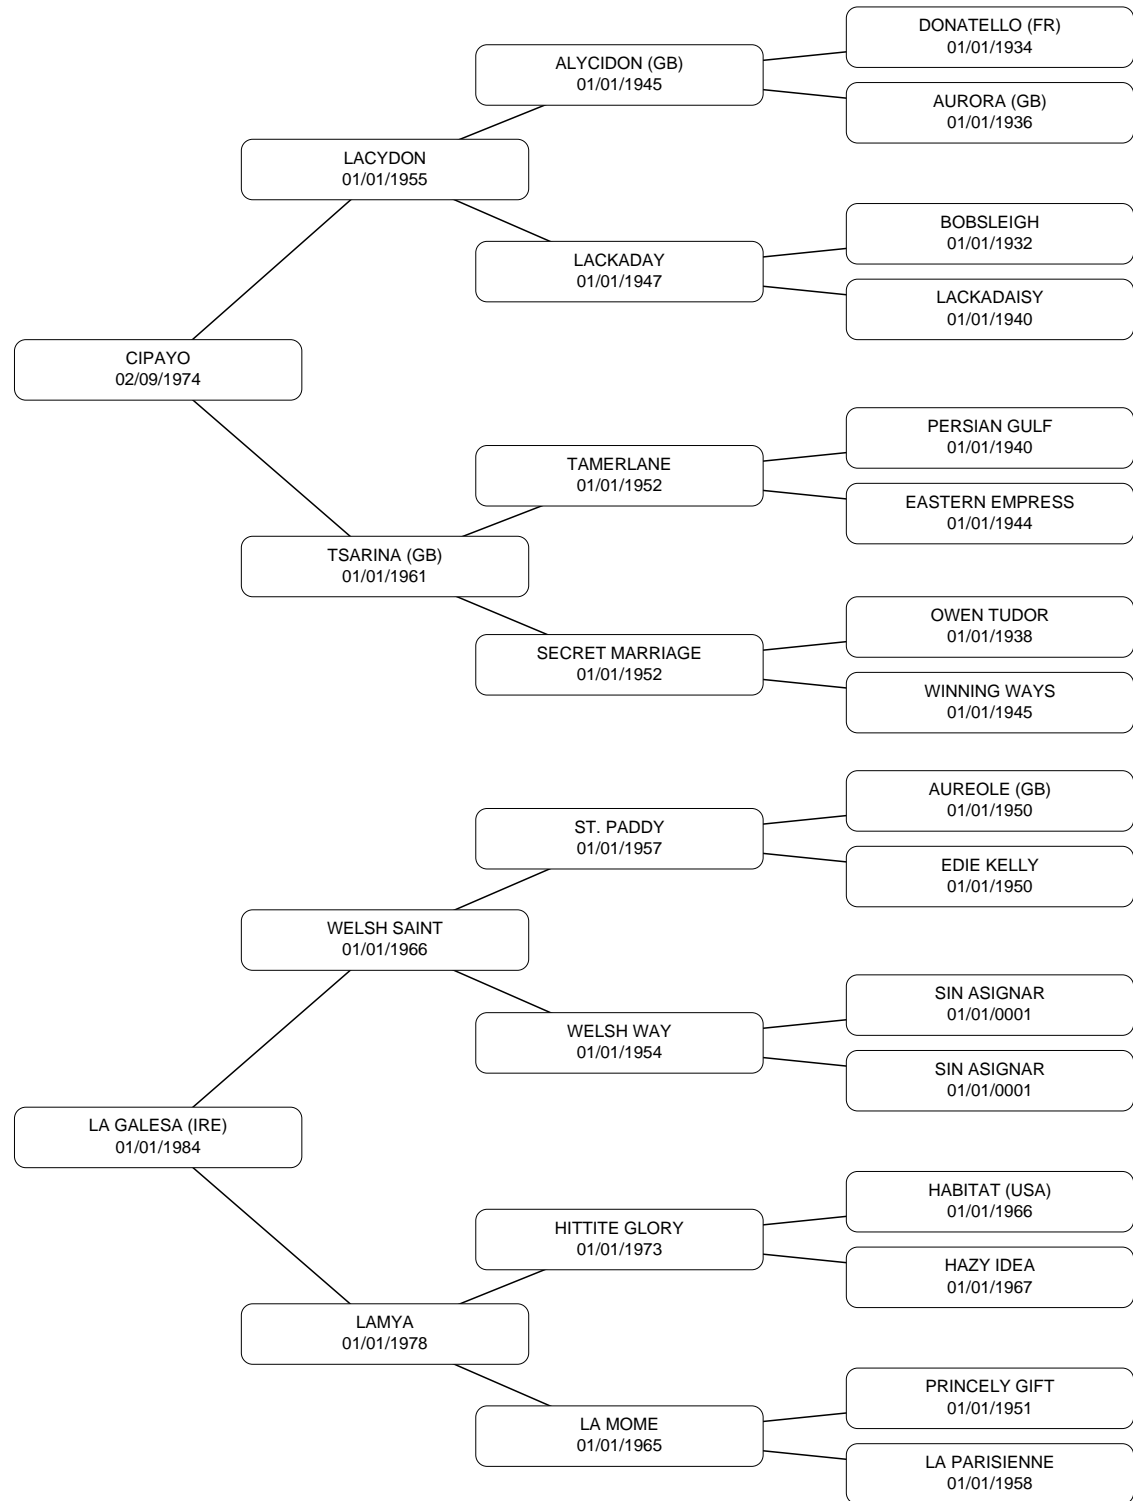 DONATELLO (FR)
01/01/1934
ALYCIDON (GB)
01/01/1945
AURORA (GB)
01/01/1936
LACYDON
01/01/1955
BOBSLEIGH
01/01/1932
LACKADAY
01/01/1947
LACKADAISY
01/01/1940
CIPAYO
02/09/1974
PERSIAN GULF
01/01/1940
TAMERLANE
01/01/1952
EASTERN EMPRESS
01/01/1944
TSARINA (GB)
01/01/1961
OWEN TUDOR
01/01/1938
SECRET MARRIAGE
01/01/1952
WINNING WAYS
01/01/1945
AUREOLE (GB)
01/01/1950
ST. PADDY
01/01/1957
EDIE KELLY
01/01/1950
WELSH SAINT
01/01/1966
SIN ASIGNAR
01/01/0001
WELSH WAY
01/01/1954
SIN ASIGNAR
01/01/0001
LA GALESA (IRE)
01/01/1984
HABITAT (USA)
01/01/1966
HITTITE GLORY
01/01/1973
HAZY IDEA
01/01/1967
LAMYA
01/01/1978
PRINCELY GIFT
01/01/1951
LA MOME
01/01/1965
LA PARISIENNE
01/01/1958